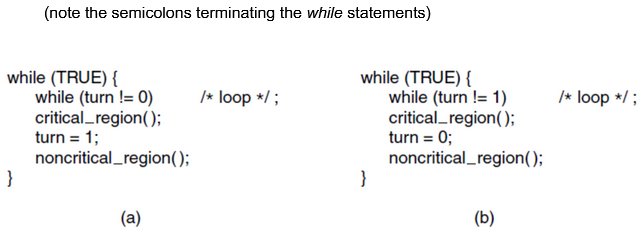 (note the semicolons terminating the while statements)
while (TRUE) {
while (turn != 0) /* loop */ ;
critical_region( );
turn = 1;
noncritical_region( );
}
(a)
while (TRUE) {
while (turn != 1) /* loop */ ;
critical_region( );
turn = 0;
noncritical_region( );
}
(b)